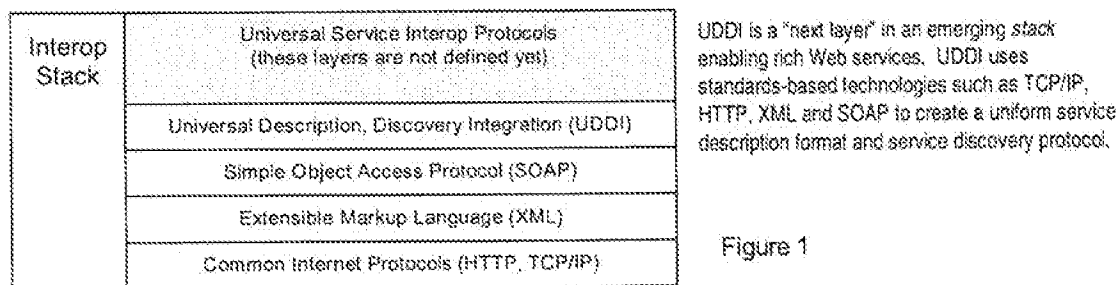 Interop
Stack
Universal Service Interop Protocols
(these layers are not defined yet)
Universal Description, Discovery Integration (UDDI)
Simple Object Access Protocol (SOAP)
Extensible Markup Language (XML)
Common Internet Protocols (HTTP, TCP/IP)
UDDI is a "next layer" in an emerging stack
enabling rich Web services. UDDI uses
standards-based technologies such as TCP/IP,
HTTP, XML and SOAP to create a uniform service
description format and service discovery protocol.
Figure 1